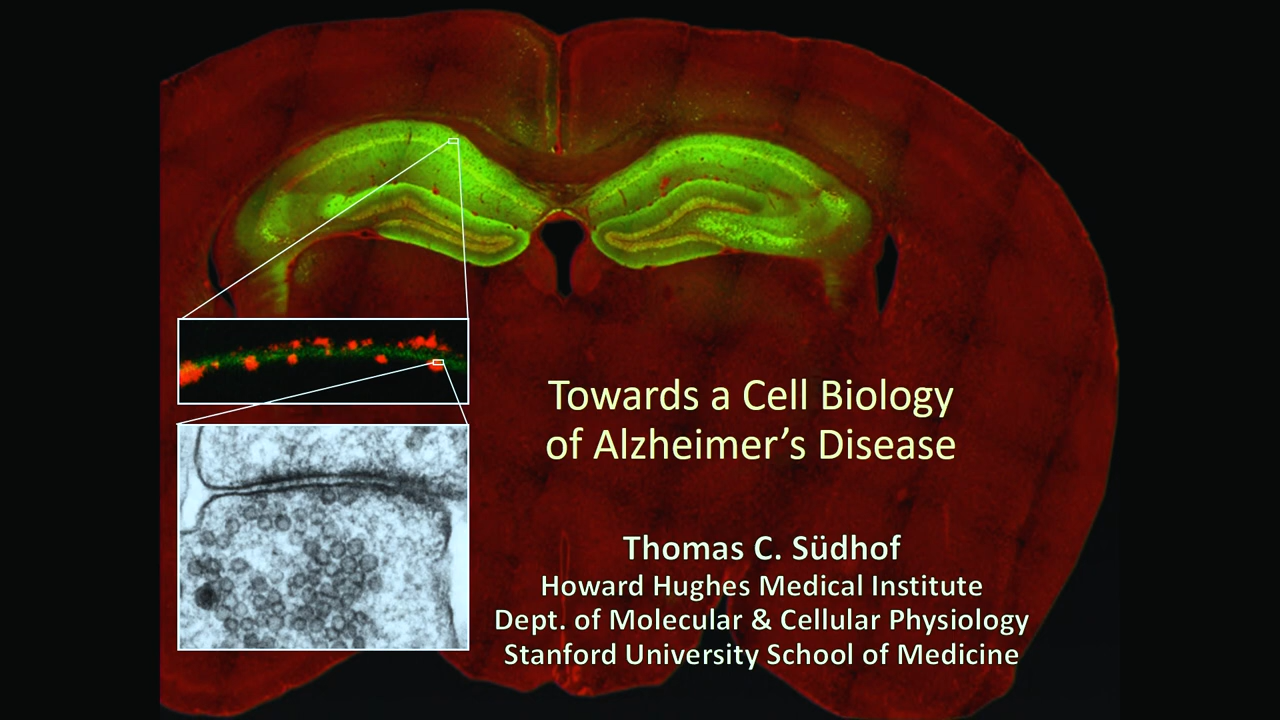 Towards a Cell Biology
of Alzheimer’s Disease
Thomas C. Südhof
Howard Hughes Medical Institute
Dept. of Molecular & Cellular Physiology
Stanford University School of Medicine